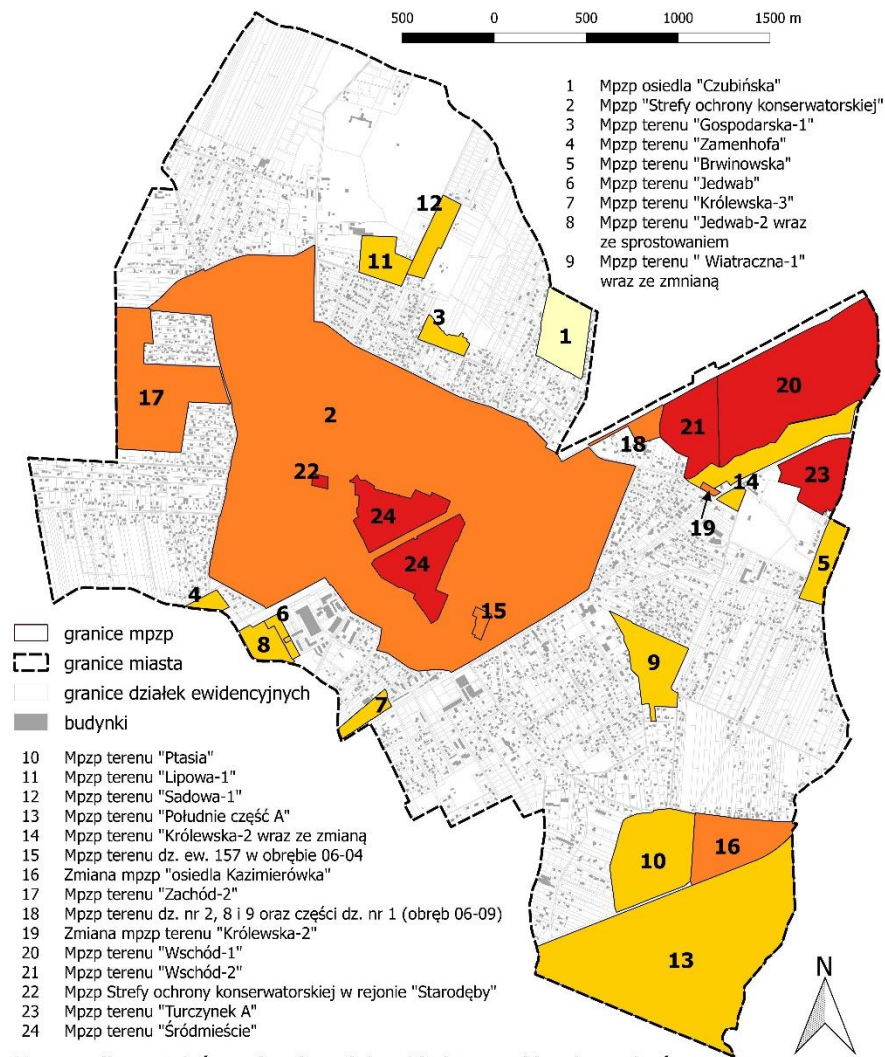 500 0 500 1000 1500 m
1 Mpzp osiedla "Czubińska"
2 Mpzp "Strefy ochrony konserwatorskiej"
3 Mpzp terenu "Gospodarska-1"
4 Mpzp terenu "Zamenhofa"
5 Mpzp terenu "Brwinowska"
6 Mpzp terenu "Jedwab"
7 Mpzp terenu "Królewska-3"
8 Mpzp terenu "Jedwab-2 wraz
ze sprostowaniem
9 Mpzp terenu " Wiatraczna-1"
wraz ze zmnianą
12
11
3
1
20
17
2
21
18
22
14
23
24
19
24
5
4
6
15
8
9
7
granice mpzp
granice miasta
granice działek ewidencyjnych
budynki
10 Mpzp terenu "Ptasia"
11 Mpzp terenu "Lipowa-1"
12 Mpzp terenu "Sadowa-1"
13 Mpzp terenu "Południe część A"
14 Mpzp terenu "Królewska-2 wraz ze zmianą
15 Mpzp terenu dz. ew. 157 w obrębie 06-04
16 Zmiana mpzp "osiedla Kazimierówka"
17 Mpzp terenu "Zachód-2"
18 Mpzp terenu dz. nr 2, 8 i 9 oraz części dz. nr 1 (obręb 06-09)
19 Zmiana mpzp terenu "Królewska-2"
20 Mpzp terenu "Wschód-1"
21 Mpzp terenu "Wschód-2"
22 Mpzp Strefy ochrony konserwatorskiej w rejonie "Starodęby"
23 Mpzp terenu "Turczynek A"
24 Mpzp terenu "Śródmieście"
10
16
13
N